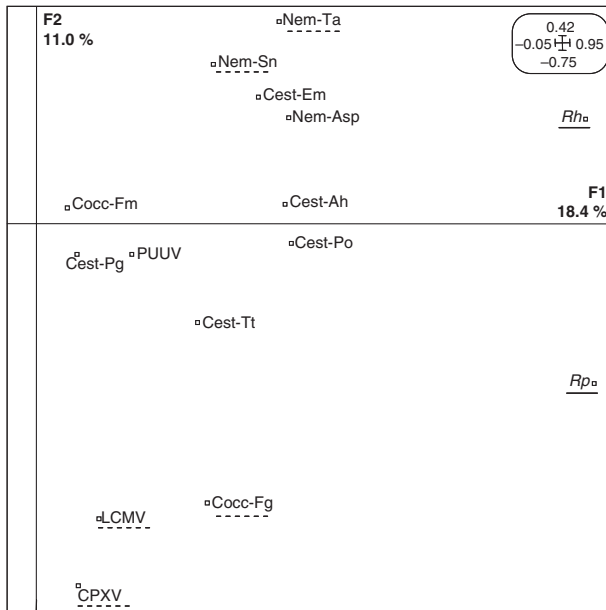 F2
11.0 %
Nem-Ta
0.42
−0.05 0.95
−0.75
Nem-Sn
Cest-Em
Nem-Asp
Rh
F1
18.4 %
Cocc-Fm
Cest-Ah
Cest-Po
PUUV
Cest-Pg
Cest-Tt
Rp
Cocc-Fg
LCMV
CPXV